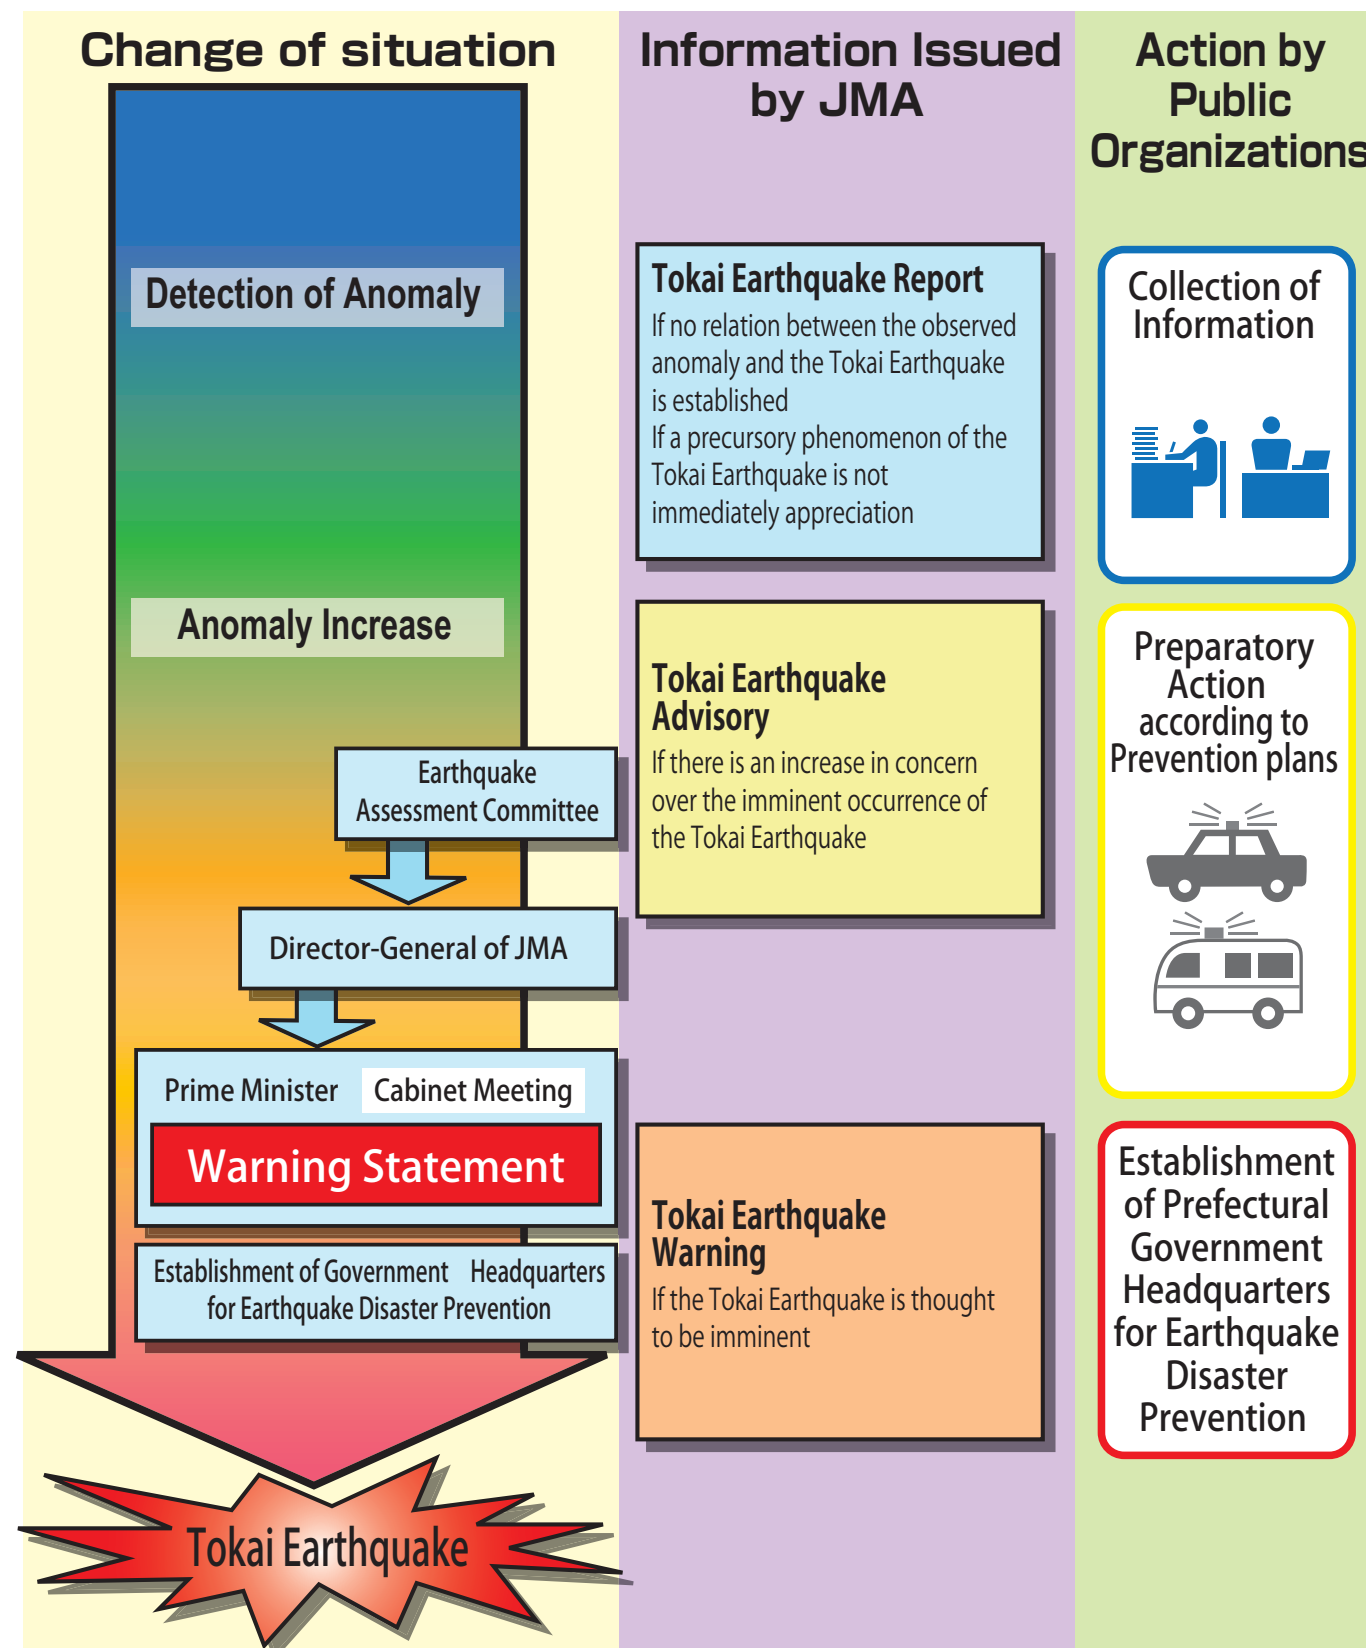 Change of situation
Detection of Anomaly
Anomaly Increase
Earthquake
Assessment Committee
Director-General of JMA
Prime Minister
Cabinet Meeting
Warning Statement
Establishment of Government Headquarters
for Earthquake Disaster Prevention
Tokai Earthquake
Information Issued
by JMA
Tokai Earthquake Report
If no relation between the observed
anomaly and the Tokai Earthquake
is established
If a precursory phenomenon of the
Tokai Earthquake is not
immediately appreciation
Tokai Earthquake
Advisory
If there is an increase in concern
over the imminent occurrence of
the Tokai Earthquake
Tokai Earthquake
Warning
If the Tokai Earthquake is thought
to be imminent
Action by
Public
Organizations
Collection of
Information
Preparatory
Action
according to
Prevention plans
Establishment
of Prefectural
Government
Headquarters
for Earthquake
Disaster
Prevention